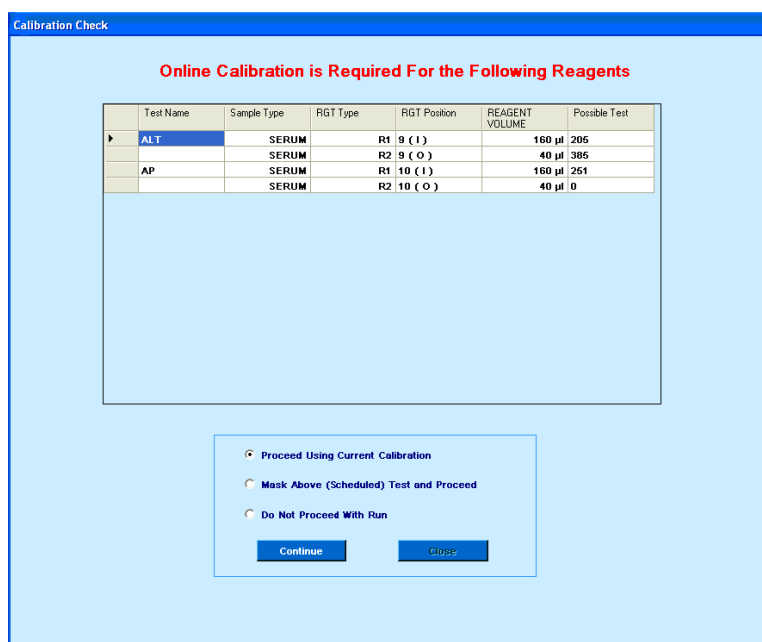 Calibration Check
Online Calibration is Required For the Following Reagents
Test Name Sample Type RGT Type RGT Position REAGENT VOLUME Possible Test
ALT SERUM R1 9 ( I ) 160 µl 205
SERUM R2 9 ( O ) 40 µl 385
AP SERUM R1 10 ( I ) 160 µl 251
SERUM R2 10 ( O ) 40 µl 0
Proceed Using Current Calibration
Mask Above (Scheduled) Test and Proceed
Do Not Proceed With Run
Continue Close